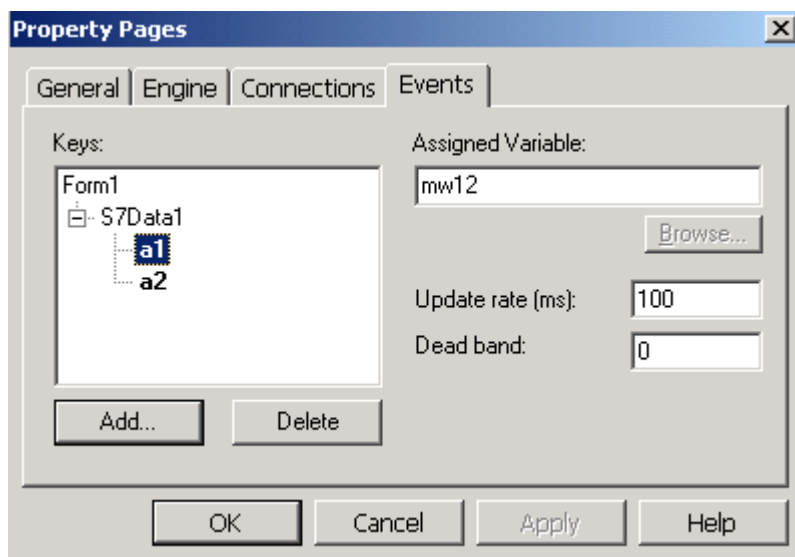 Property Pages
General Engine Connections Events
Keys:
Form1
S7Data1
a1
a2
Add...
Delete
Assigned Variable:
mw12
Browse...
Update rate (ms): 100
Dead band: 0
OK Cancel Apply Help